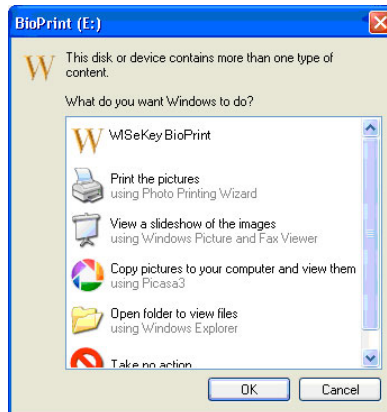 BioPrint (E:)
This disk or device contains more than one type of
content.
What do you want Windows to do?
WISeKey BioPrint
Print the pictures
using Photo Printing Wizard
View a slideshow of the images
using Windows Picture and Fax Viewer
Copy pictures to your computer and view them
using Picasa3
Open folder to view files
using Windows Explorer
Take no action
OK
Cancel